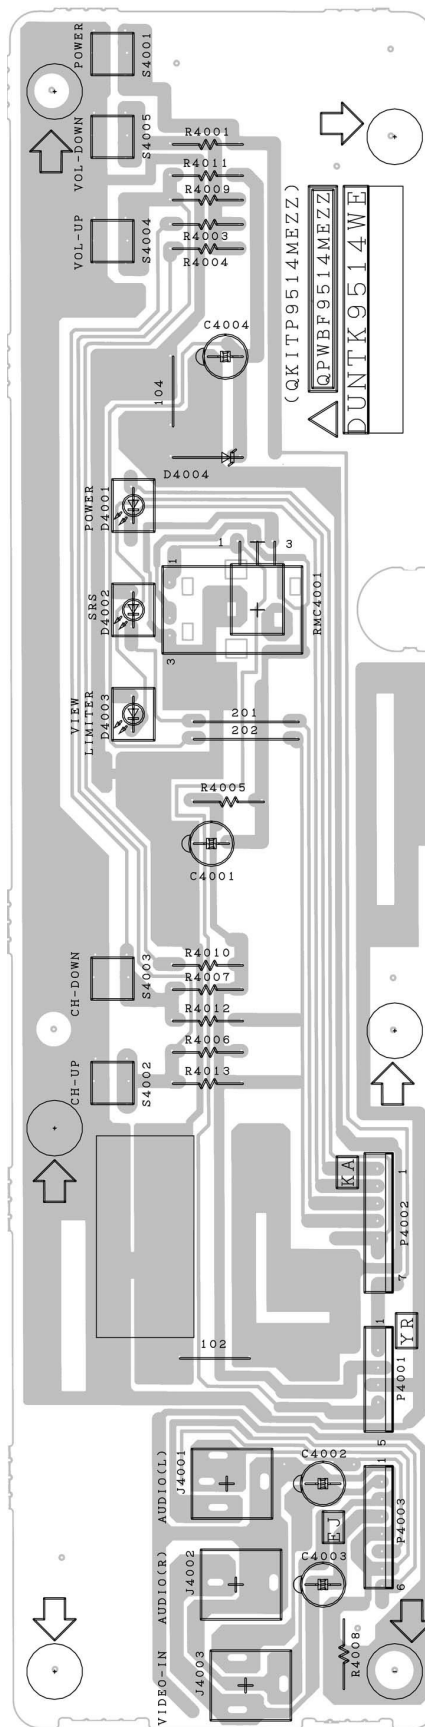 POWER
S4001
VOL-DOWN
S4005
VOL-UP
S4004
R4001
R4011
R4009
R4003
R4004
C4004
104
(QKITP9514MEZZ)
QPWBF9514MEZZ
DUNTK9514WE
D4004
POWER
D4001
1
3
1
RMC4001
SRS
D4002
3
VIEW
LIMITER
D4003
201
202
R4005
C4001
CH-DOWN
S4003
R4010
R4007
R4012
R4006
R4013
CH-UP
S4002
KA
1
P4002
7
1
YR
P4001
5
102
AUDIO(L)
J4001
C4002
1
P4003
EJ
AUDIO(R)
J4002
C4003
6
R4008
VIDEO-IN
J4003